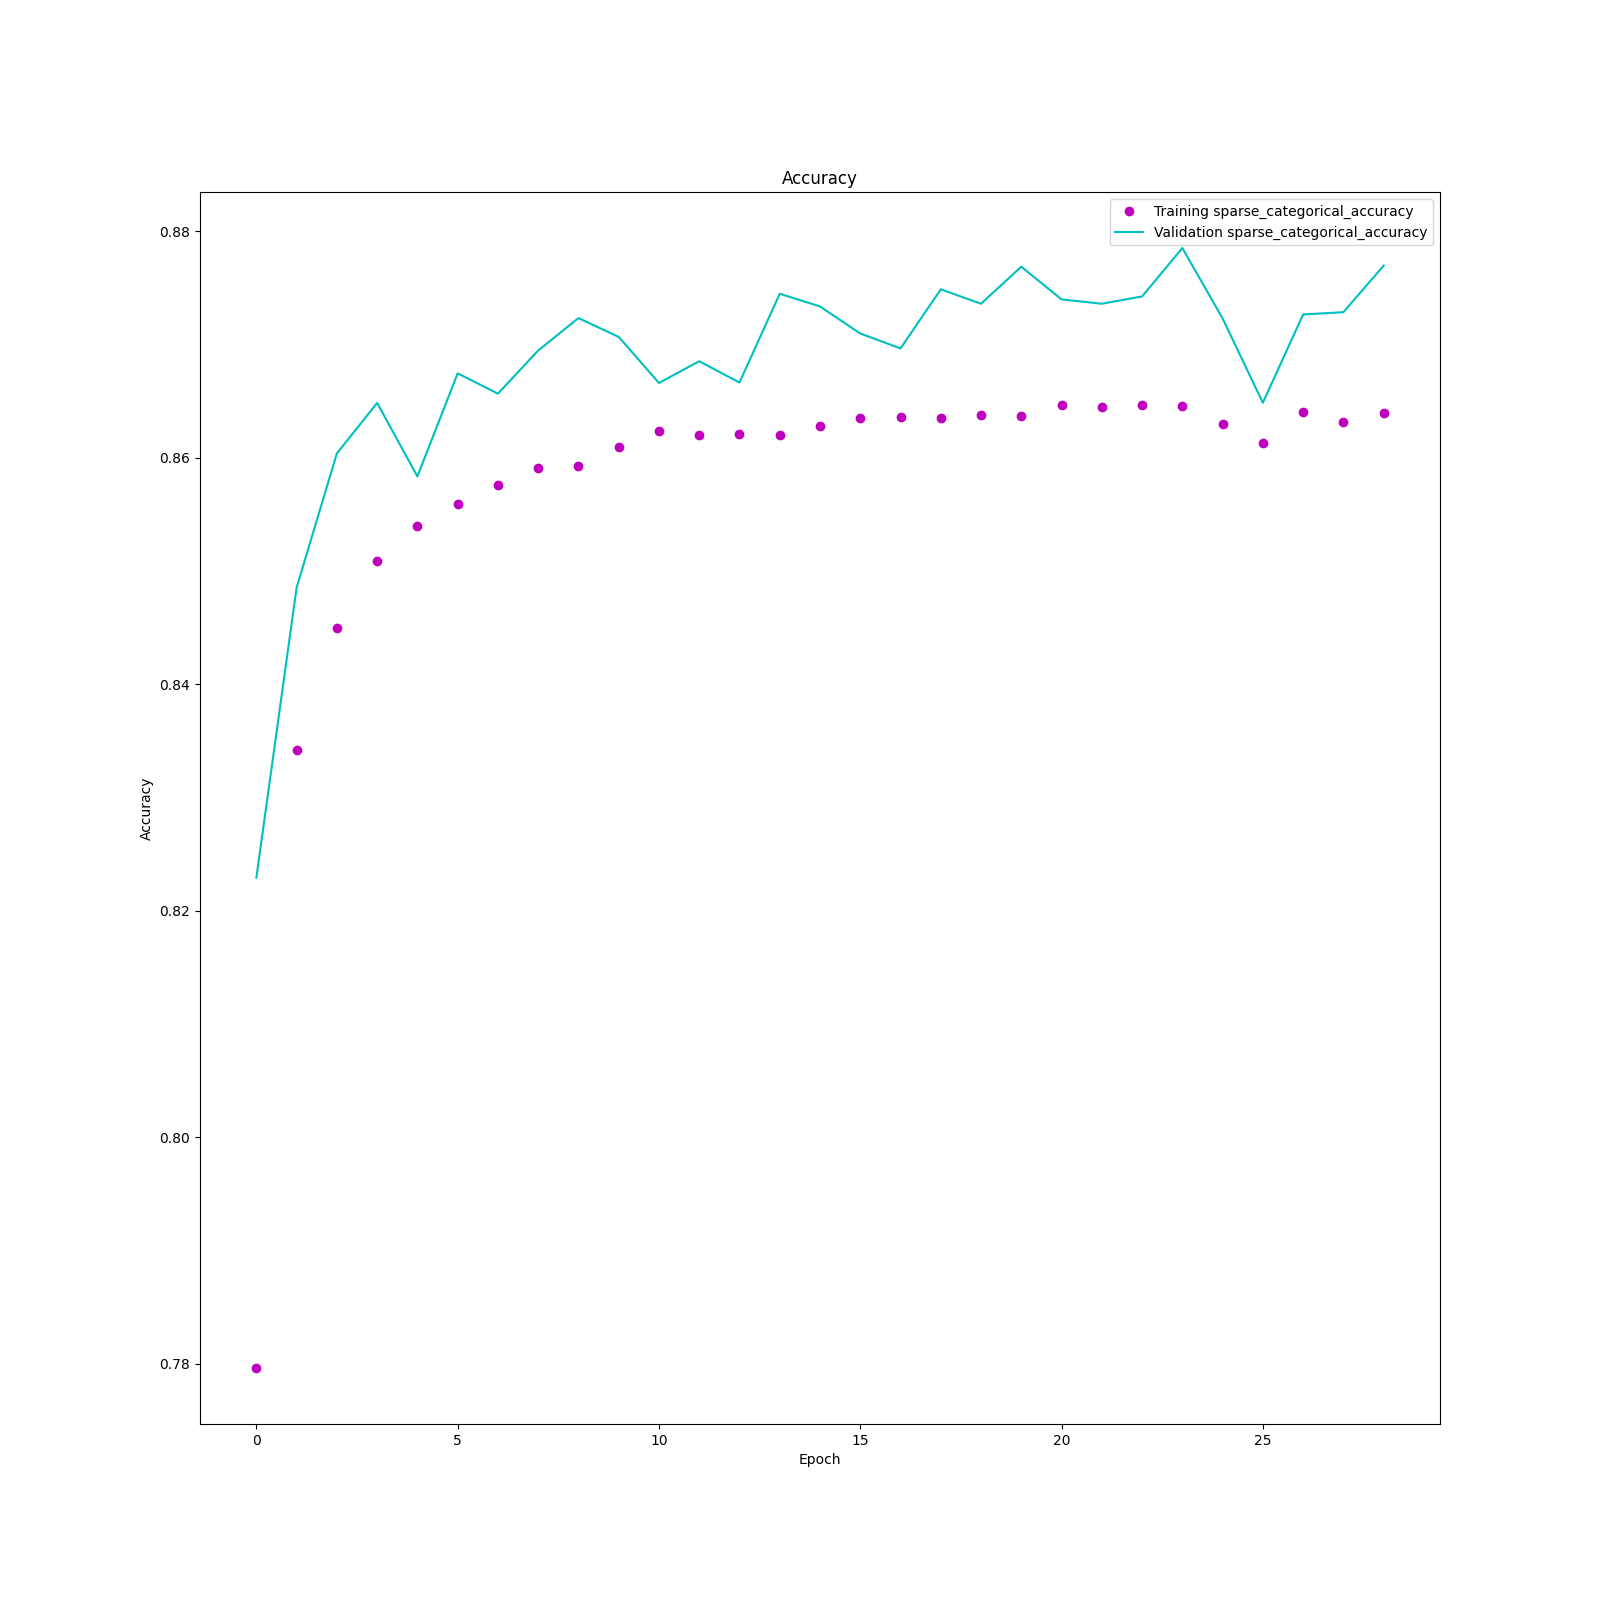 Accuracy
Training sparse_categorical_accuracy
Validation sparse_categorical_accuracy
Accuracy
0.88
0.86
0.84
0.82
0.80
0.78
0 5 10 15 20 25
Epoch